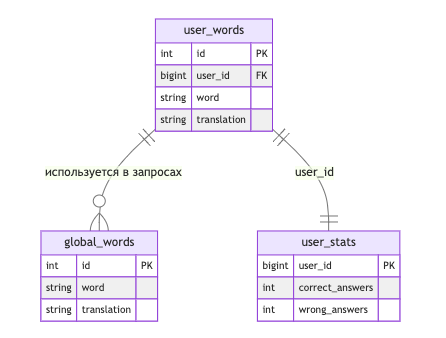 user_words
int id PK
bigint user_id FK
string word
string translation
используется в запросах
user_id
global_words
int id PK
string word
string translation
user_stats
bigint user_id PK
int correct_answers
int wrong_answers